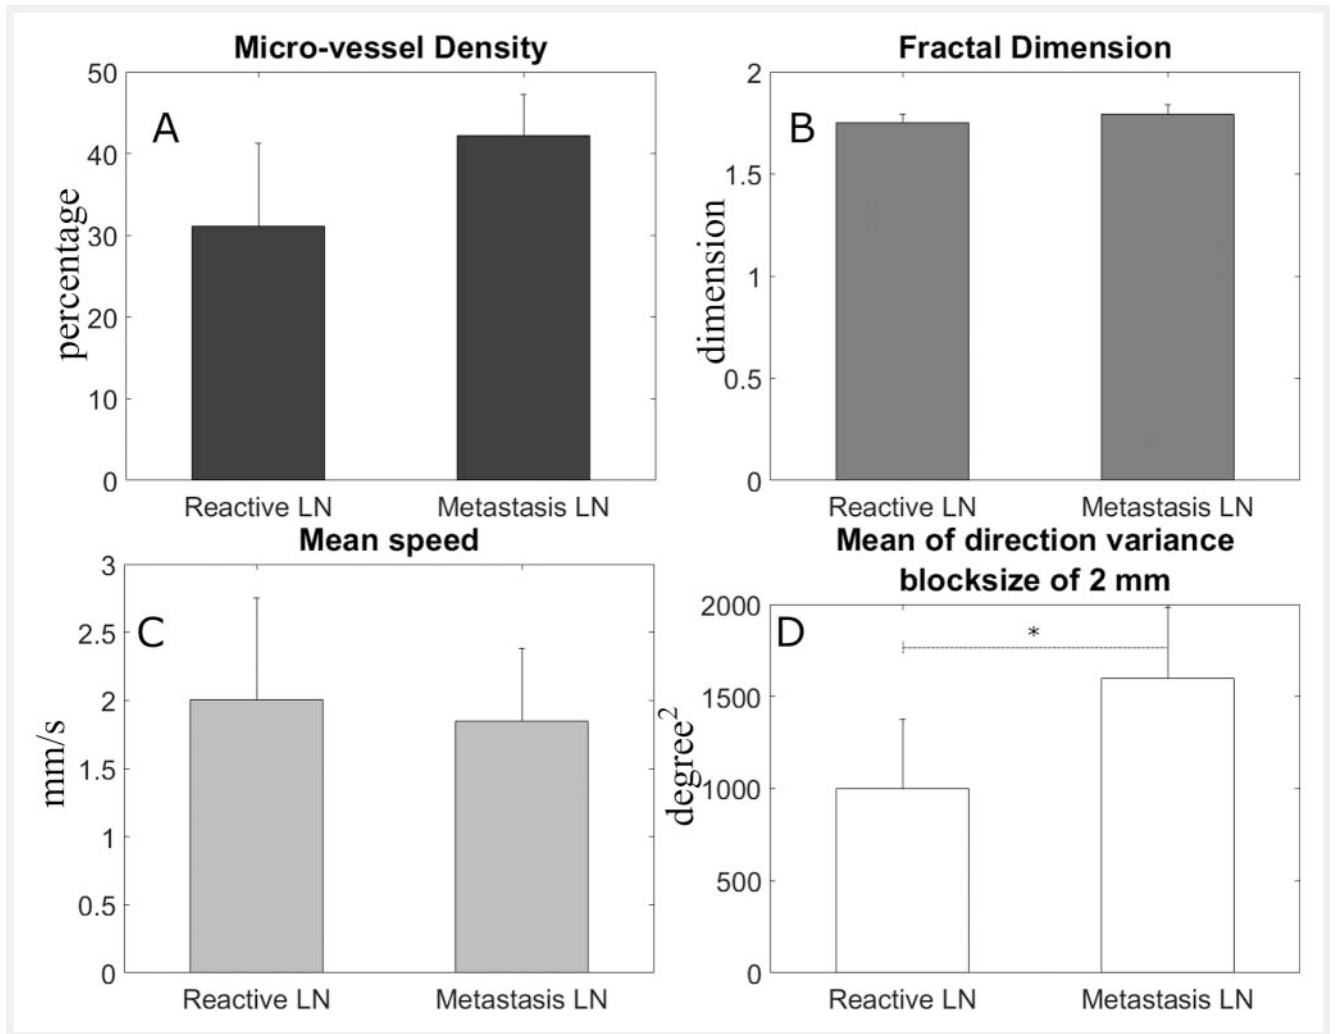 Micro-vessel Density
A
percentage
50
40
30
20
10
0
Reactive LN
Metastasis LN
Fractal Dimension
B
dimension
2
1.5
1
0.5
0
Reactive LN
Metastasis LN
Mean speed
C
mm/s
3
2.5
2
1.5
1
0.5
0
Reactive LN
Metastasis LN
Mean of direction variance
blocksize of 2 mm
D
*
degree²
2000
1500
1000
500
0
Reactive LN
Metastasis LN